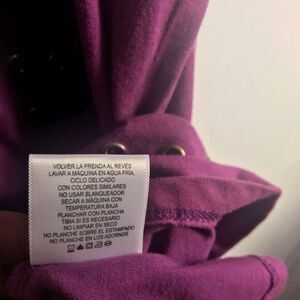 VOLVER LA PRENDA AL REVÉS
LAVAR A MÁQUINA EN AGUA FRÍA,
CICLO DELICADO
CON COLORES SIMILARES
NO USAR BLANQUEADOR
SECAR A MÁQUINA CON
TEMPERATURA BAJA
PLANCHAR CON PLANCHA
TIBIA SI ES NECESARIO
NO LIMPIAR EN SECO
NO PLANCHE SOBRE EL ESTAMPADO
NO PLANCHE EN LOS ADORNOS